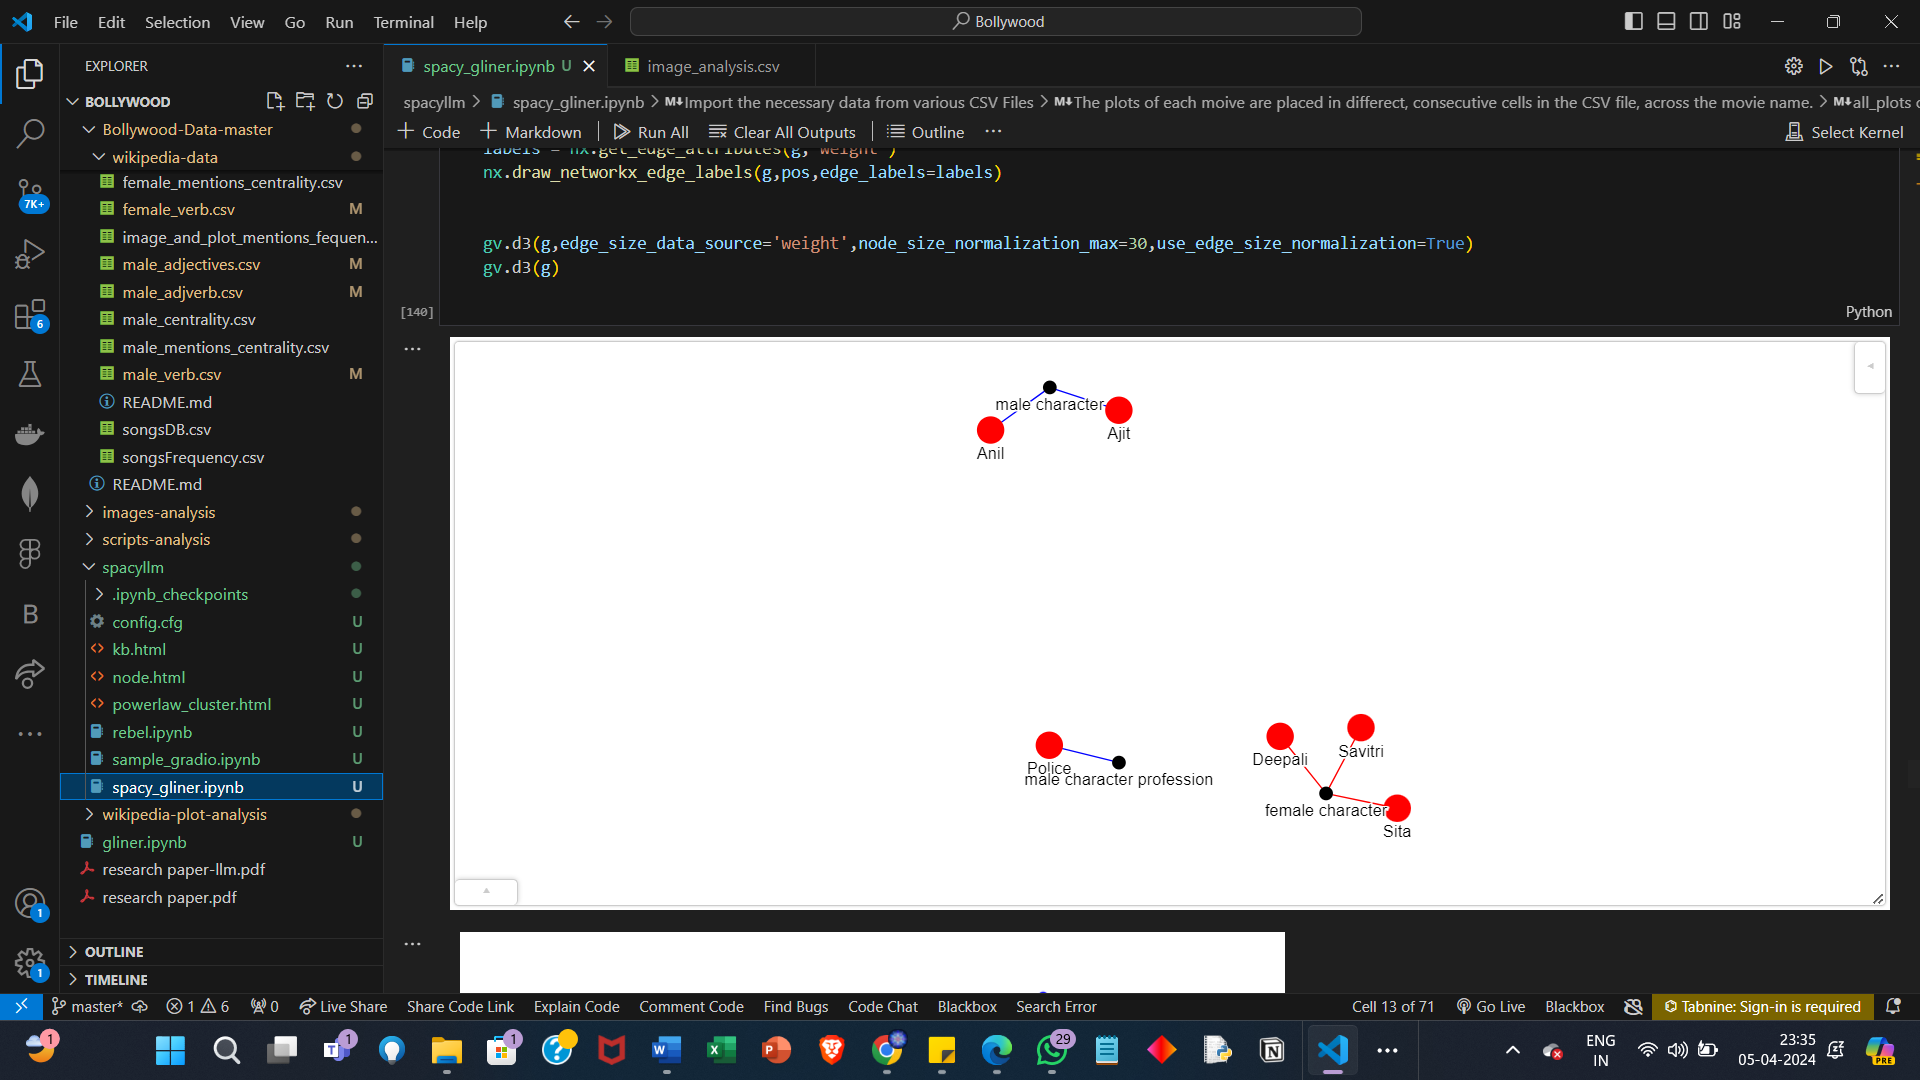 File Edit Selection View Go Run Terminal Help
Bollywood
EXPLORER
spacy_gliner.ipynb U
image_analysis.csv
BOLLYWOOD
spacyllm > spacy_gliner.ipynb > M↓Import the necessary data from various CSV Files > M↓The plots of each moive are placed in differect, consecutive cells in the CSV file, across the movie name. > M↓all_plots
+ Code + Markdown Run All Clear All Outputs Outline ...
Select Kernel
Bollywood-Data-master
wikipedia-data
female_mentions_centrality.csv
female_verb.csv M
image_and_plot_mentions_fequen...
male_adjectives.csv M
male_adjverb.csv M
male_centrality.csv
male_mentions_centrality.csv
male_verb.csv M
README.md
songsDB.csv
songsFrequency.csv
README.md
images-analysis
scripts-analysis
spacyllm
.ipynb_checkpoints
config.cfg U
kb.html U
node.html U
powerlaw_cluster.html U
rebel.ipynb U
sample_gradio.ipynb U
spacy_gliner.ipynb U
wikipedia-plot-analysis
gliner.ipynb U
research paper-llm.pdf
research paper.pdf
OUTLINE
TIMELINE
7K+
6
B
1
1
labels = nx.get_edge_attributes(g,'weight')
nx.draw_networkx_edge_labels(g,pos,edge_labels=labels)
gv.d3(g,edge_size_data_source='weight',node_size_normalization_max=30,use_edge_size_normalization=True)
gv.d3(g)
[140]
Python
male character
Ajit
Anil
Police
male character profession
Deepali
Savitri
female character
Sita
master* 1 6 0 Live Share Share Code Link Explain Code Comment Code Find Bugs Code Chat Blackbox Search Error
Cell 13 of 71 Go Live Blackbox Tabnine: Sign-in is required
1
1
1
29
ENG
IN
23:35
05-04-2024
PRE